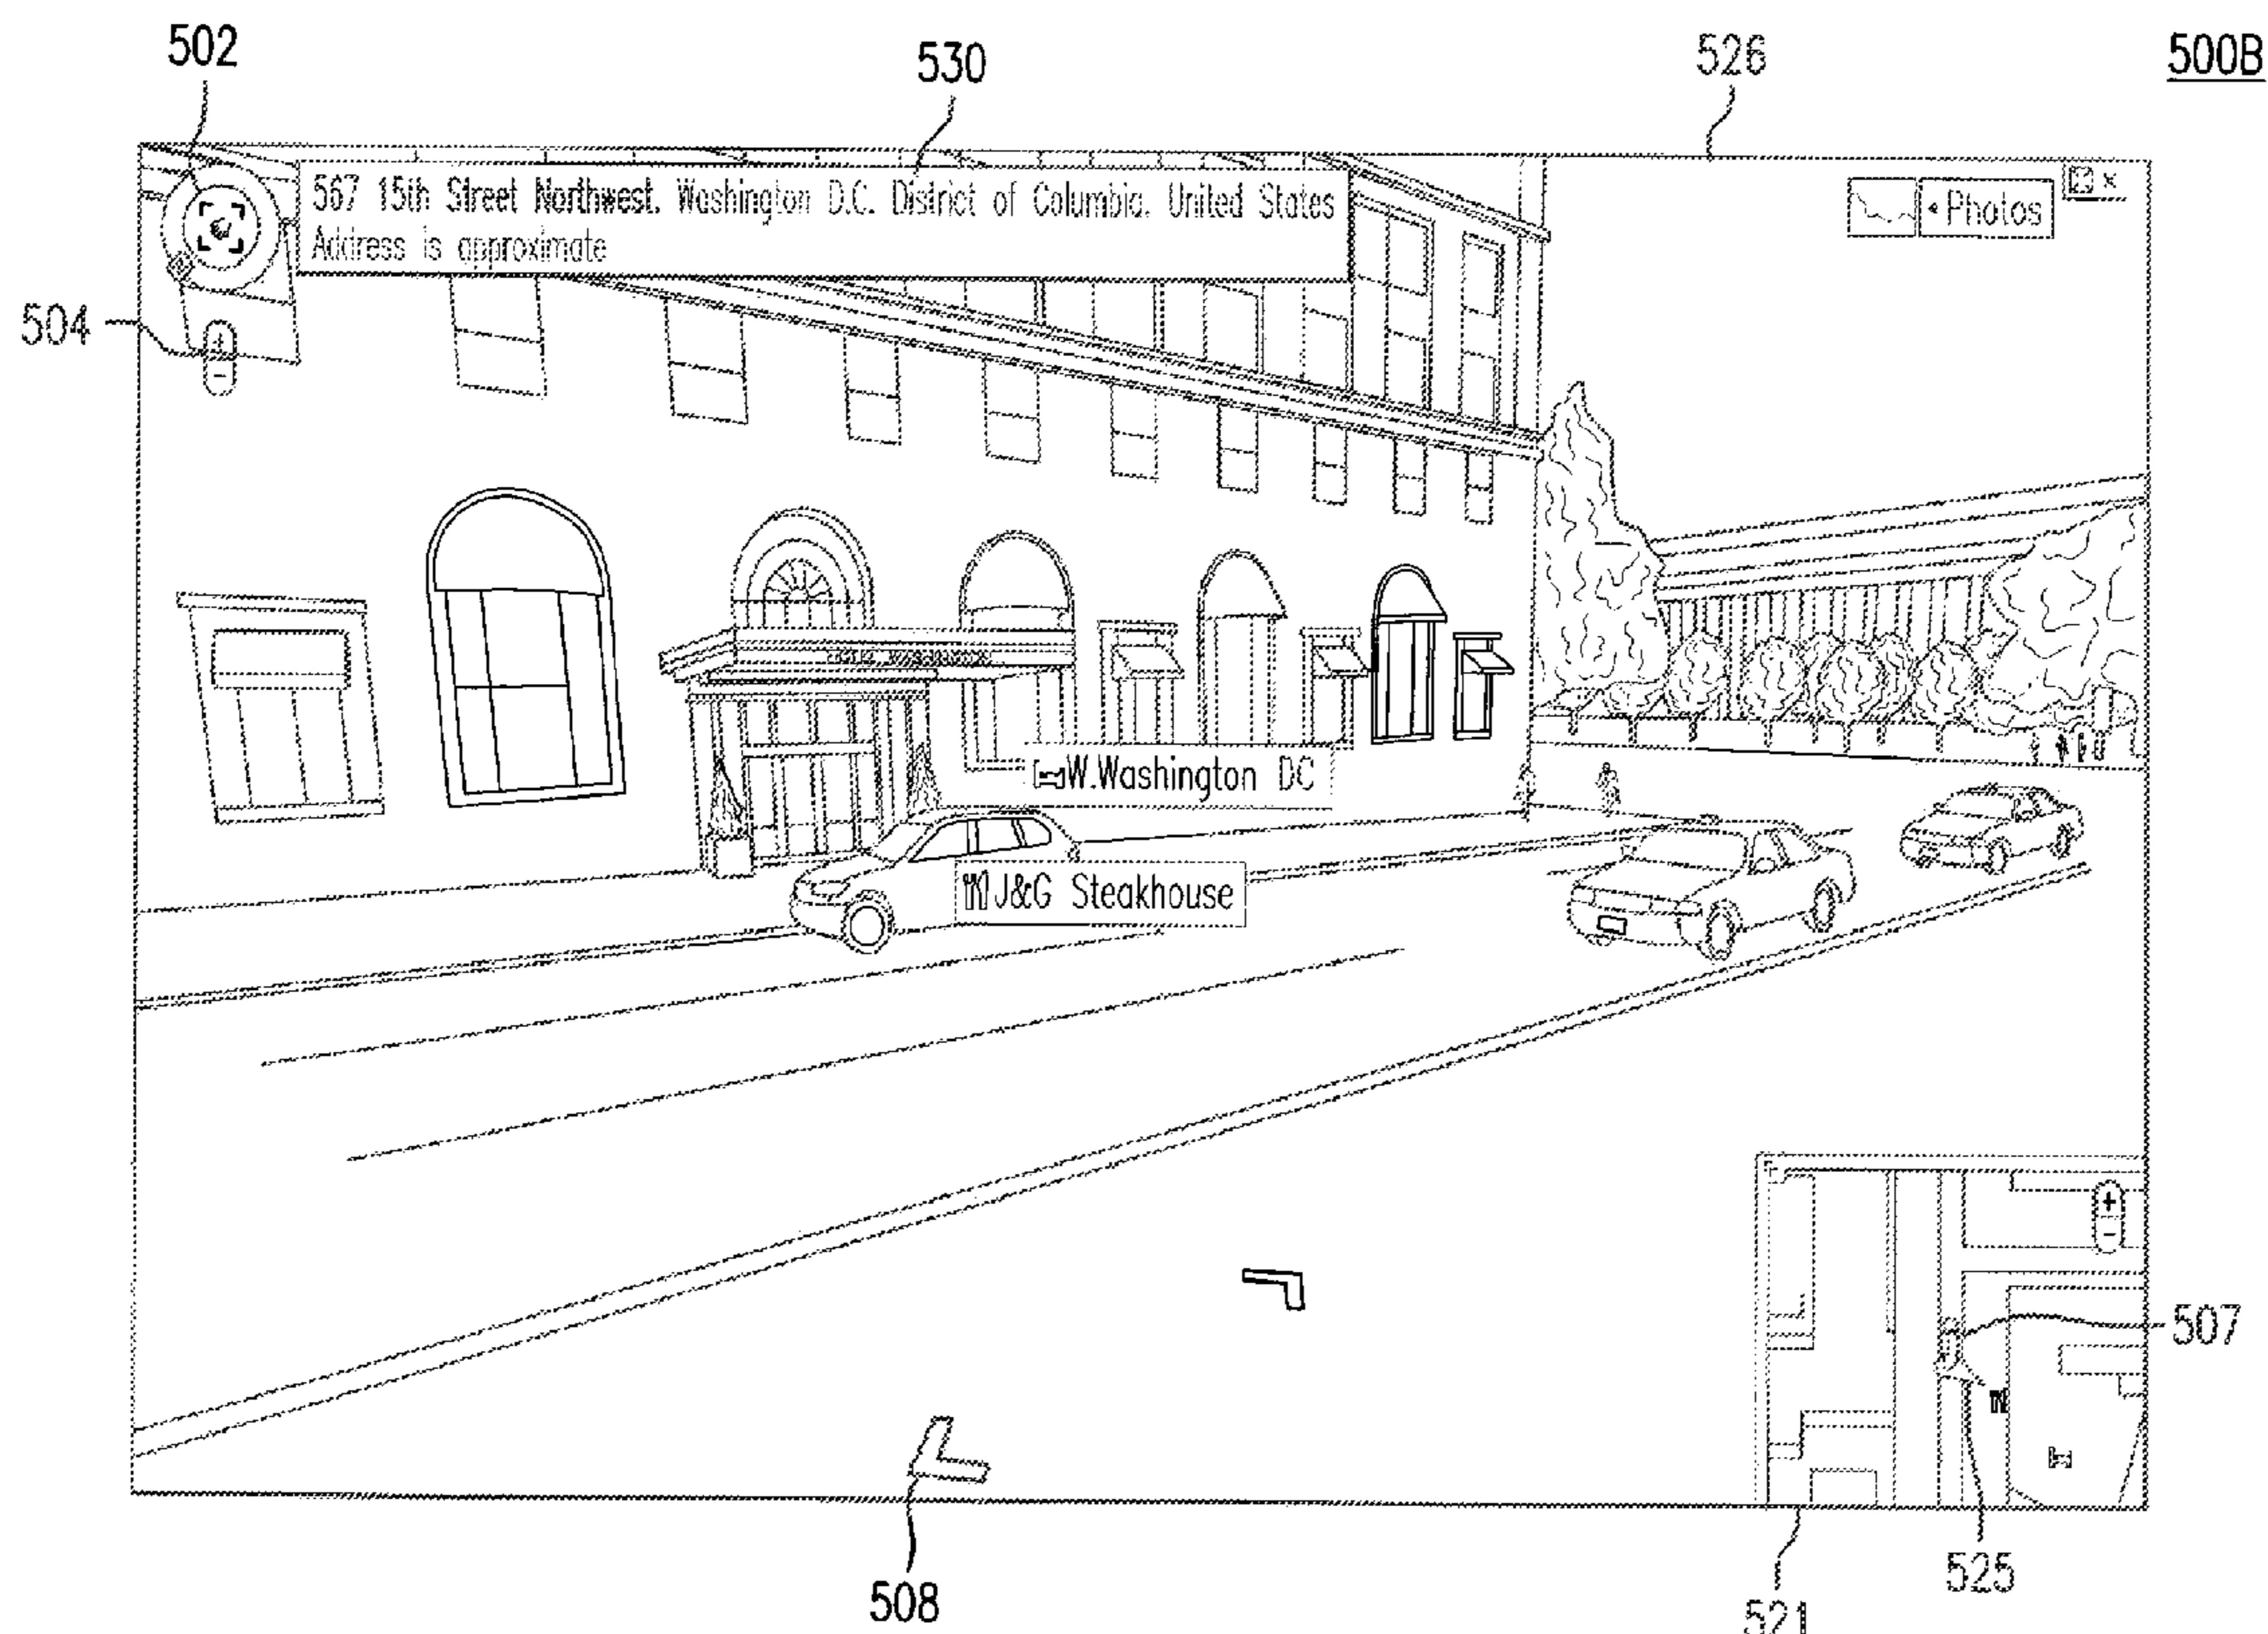 502
530
526
500B
567 15th Street Northwest. Washington D.C. District of Columbia. United States
Address is approximate
x
Photos
504
+
-
W.Washington DC
J&G Steakhouse
+
-
507
525
508
521